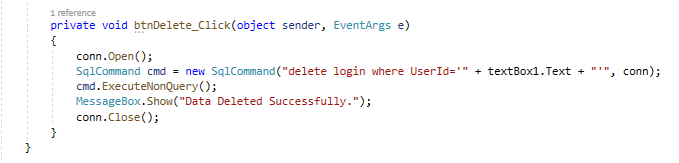 1 reference
private void btnDelete_Click(object sender, EventArgs e)
{
conn.Open();
SqlCommand cmd = new SqlCommand("delete login where UserId='" + textBox1.Text + "'", conn);
cmd.ExecuteNonQuery();
MessageBox.Show("Data Deleted Successfully.");
conn.Close();
}
}